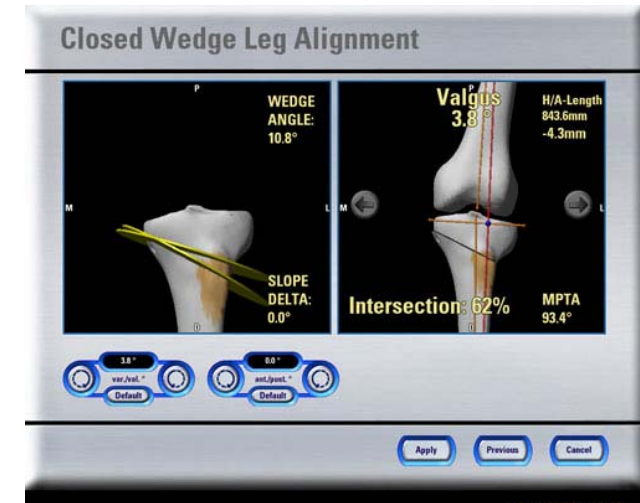 Closed Wedge Leg Alignment
P
WEDGE
ANGLE:
10.8°
M
L
SLOPE
DELTA:
0.0°
D
P
Valgus
3.8 °
H/A-Length
843.6mm
-4.3mm
M
L
Intersection: 62%
MPTA
93.4°
D
3.8 °
var./val. °
Default
0.0 °
ant./post. °
Default
Apply
Previous
Cancel